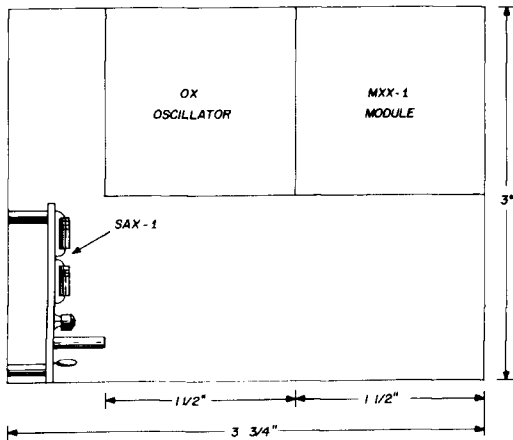 OX
OSCILLATOR
MXX-1
MODULE
3"
SAX-1
1 1/2"
1 1/2"
3 3/4"